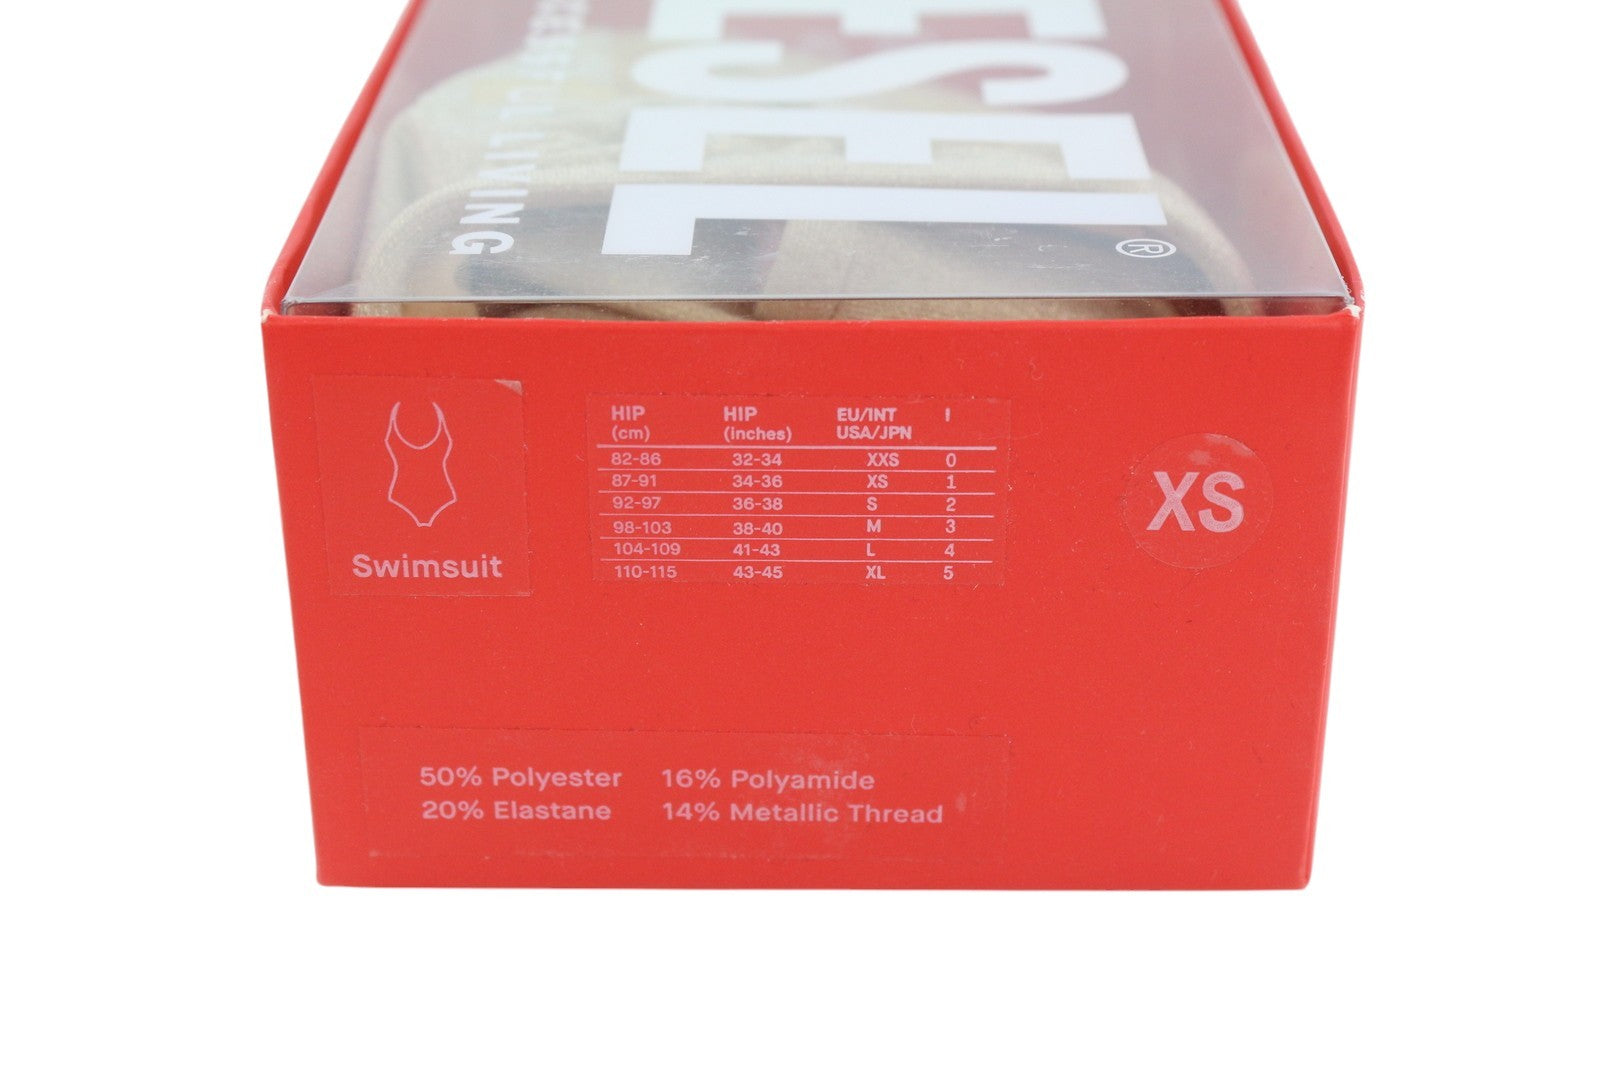 ESEL
®
LIVING
Swimsuit
HIP (cm) HIP (inches) EU/INT USA/JPN I
82-86 32-34 XXS 0
87-91 34-36 XS 1
92-97 36-38 S 2
98-103 38-40 M 3
104-109 41-43 L 4
110-115 43-45 XL 5
XS
50% Polyester 16% Polyamide
20% Elastane 14% Metallic Thread